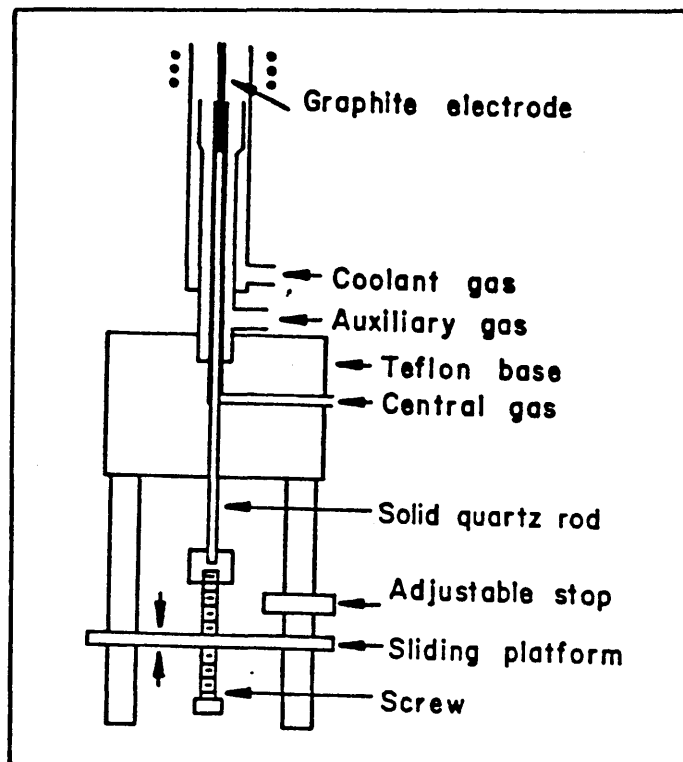 Graphite electrode
Coolant gas
Auxiliary gas
Teflon base
Central gas
Solid quartz rod
Adjustable stop
Sliding platform
Screw